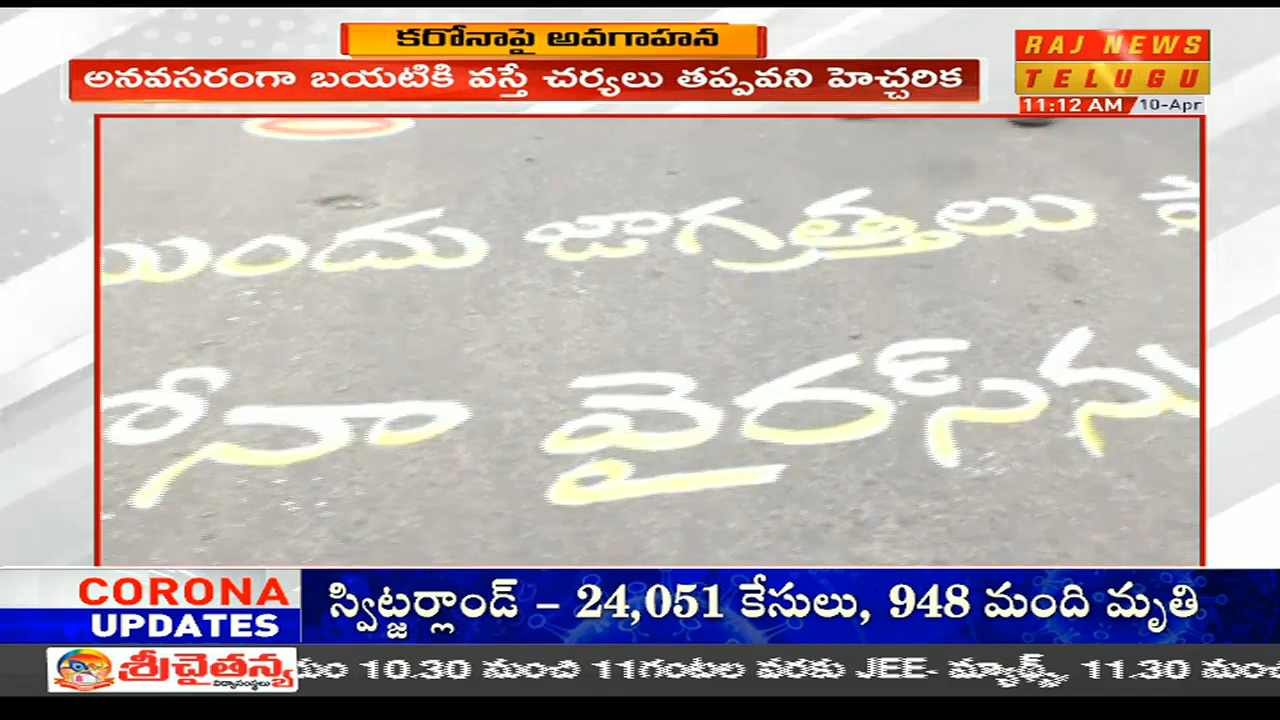 కరోనాపై అవగాహన
అనవసరంగా బయటికి వస్తే చర్యలు తప్పవని హెచ్చరిక
RAJ NEWS
TELUGU
11:12 AM 10-Apr
ముందు జాగ్రత్తలు
రోనా వైరస్‌ను
CORONA
UPDATES
స్విట్జర్లాండ్ – 24,051 కేసులు, 948 మంది మృతి
శ్రీచైతన్య
విద్యాసంస్థలు
10.30 నుంచి 11గంటల వరకు JEE- మ్యాథ్స్, 11.30 నుంచి